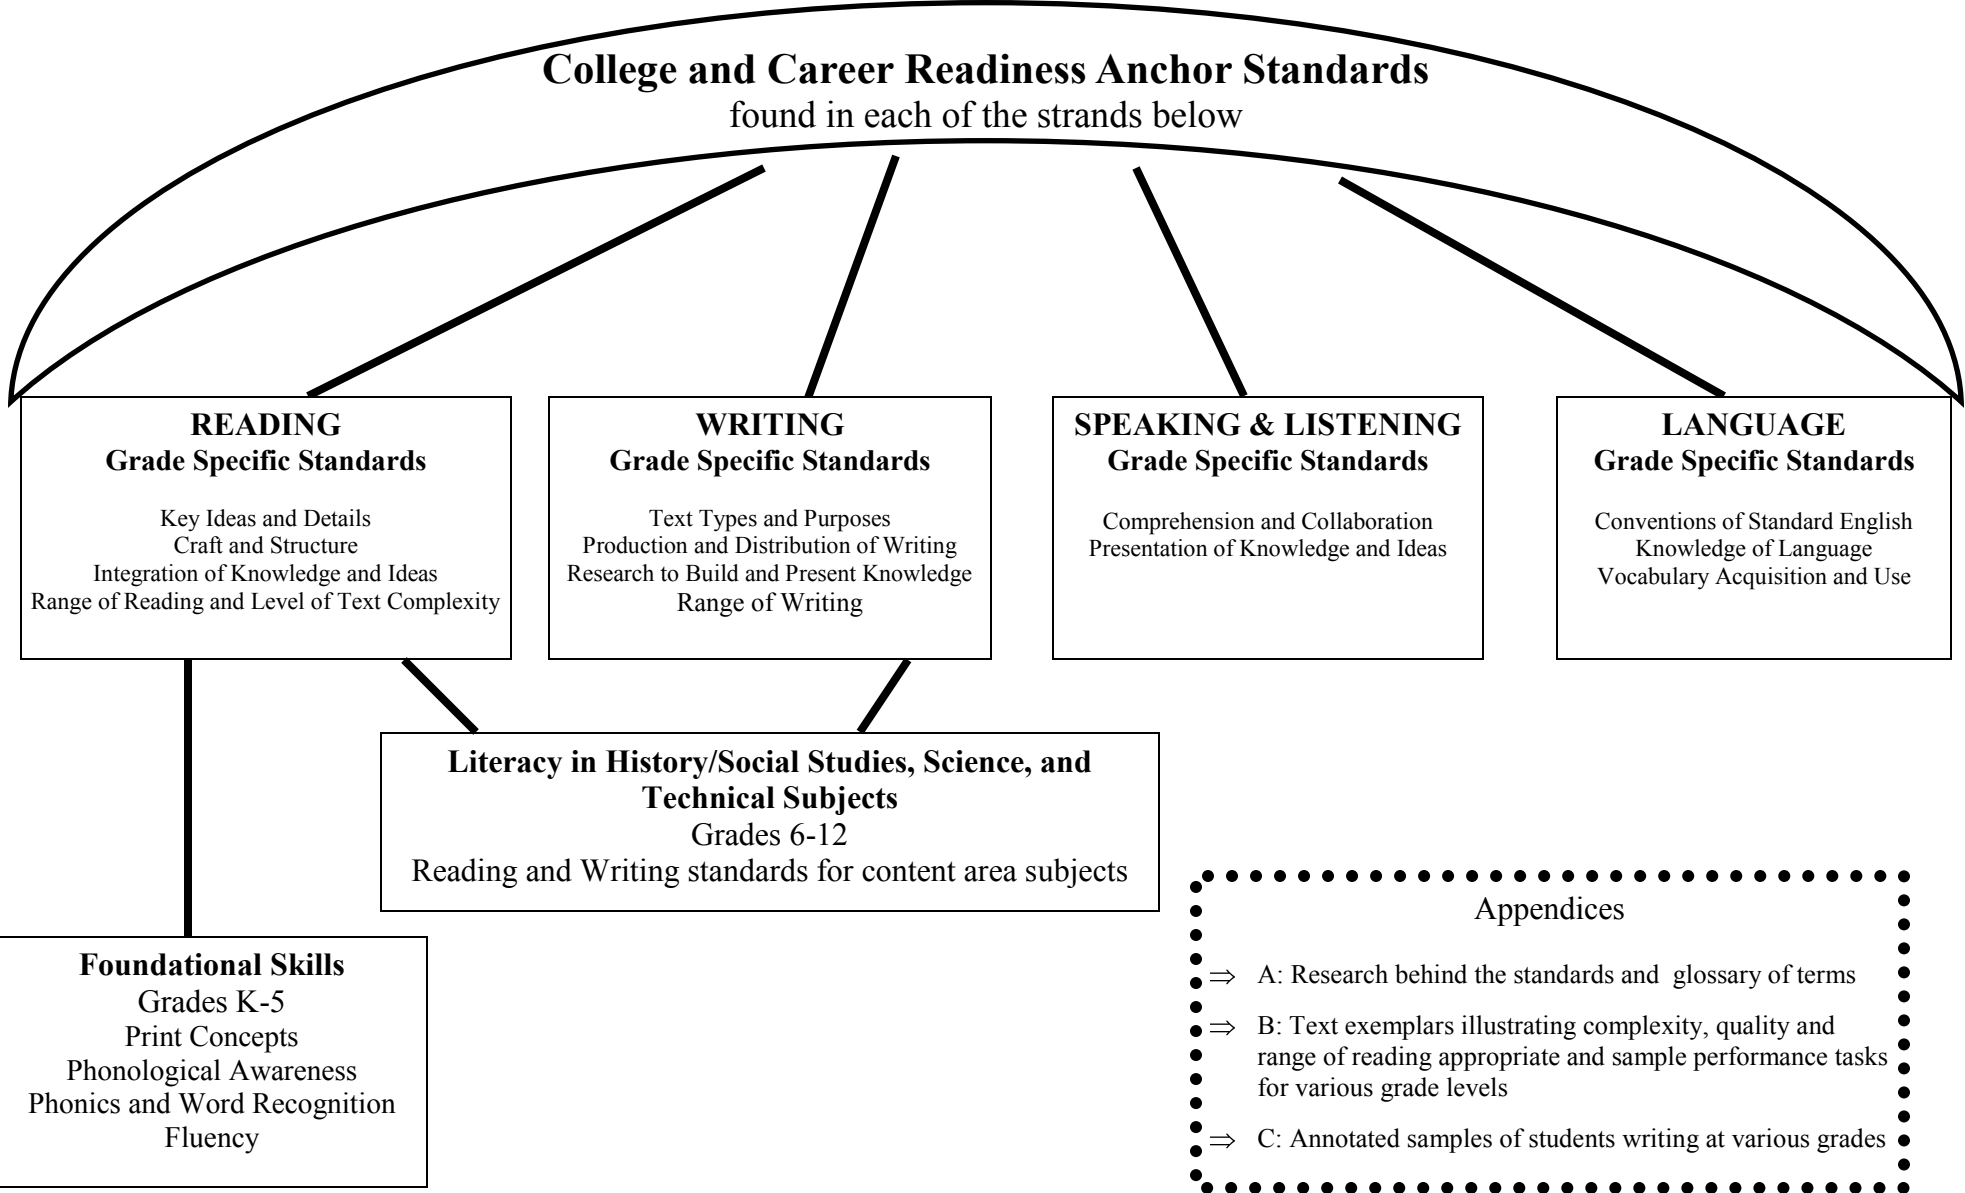 College and Career Readiness Anchor Standards
found in each of the strands below
READING
Grade Specific Standards
Key Ideas and Details
Craft and Structure
Integration of Knowledge and Ideas
Range of Reading and Level of Text Complexity
WRITING
Grade Specific Standards
Text Types and Purposes
Production and Distribution of Writing
Research to Build and Present Knowledge
Range of Writing
SPEAKING & LISTENING
Grade Specific Standards
Comprehension and Collaboration
Presentation of Knowledge and Ideas
LANGUAGE
Grade Specific Standards
Conventions of Standard English
Knowledge of Language
Vocabulary Acquisition and Use
Literacy in History/Social Studies, Science, and
Technical Subjects
Grades 6-12
Reading and Writing standards for content area subjects
Foundational Skills
Grades K-5
Print Concepts
Phonological Awareness
Phonics and Word Recognition
Fluency
Appendices
⇒ A: Research behind the standards and glossary of terms
⇒ B: Text exemplars illustrating complexity, quality and
range of reading appropriate and sample performance tasks
for various grade levels
⇒ C: Annotated samples of students writing at various grades